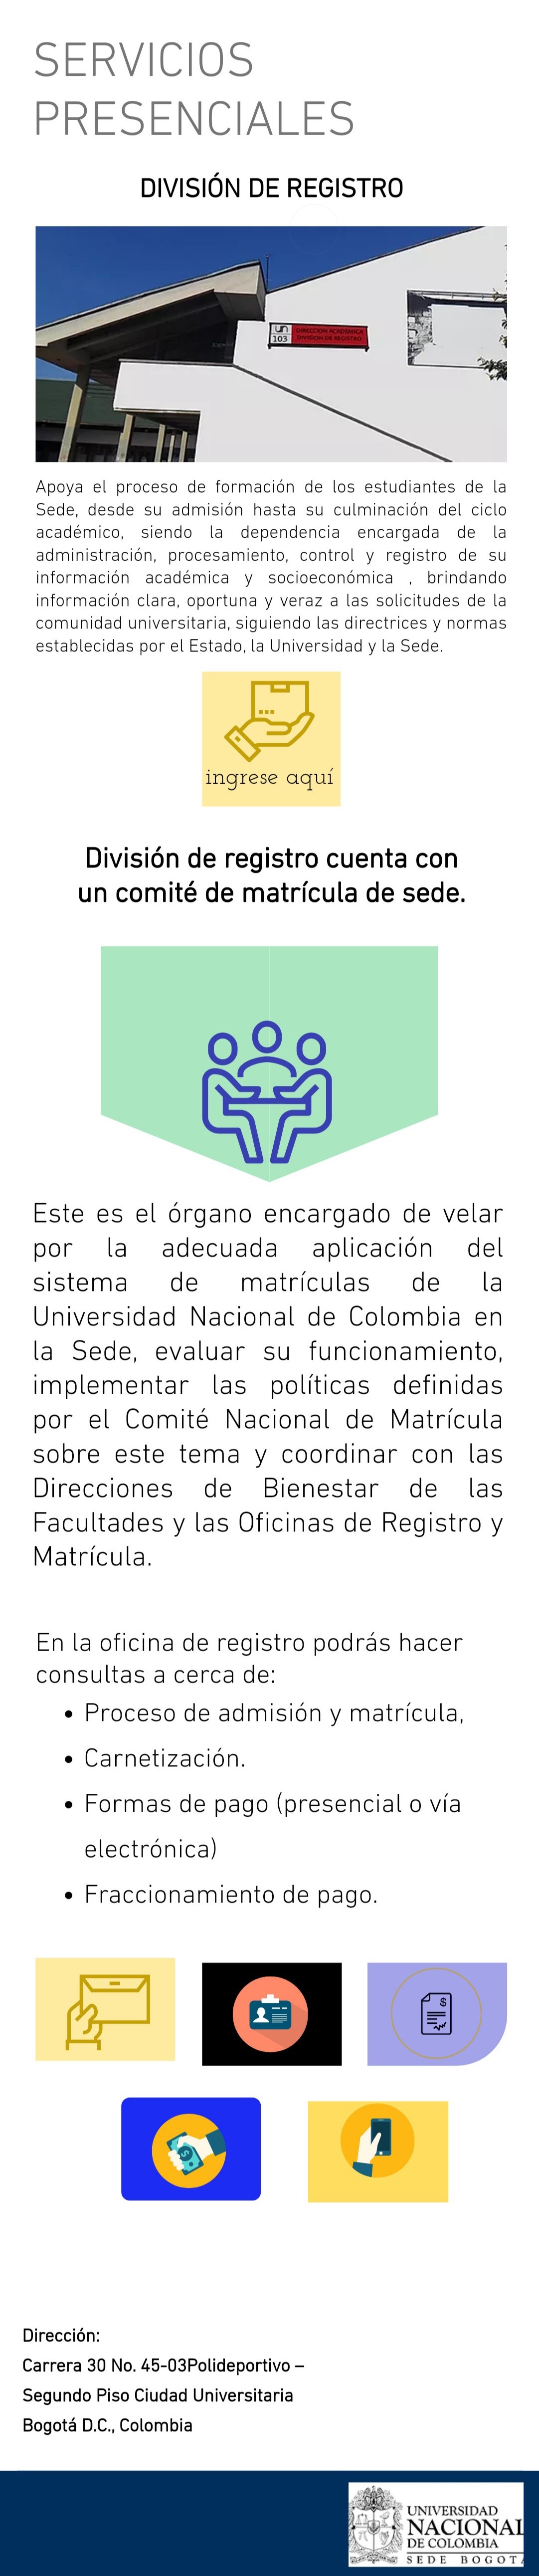 SERVICIOS
PRESENCIALES
DIVISIÓN DE REGISTRO
un
103
DIRECCIÓN ACADÉMICA
DIVISIÓN DE REGISTRO
Apoya el proceso de formación de los estudiantes de la
Sede, desde su admisión hasta su culminación del ciclo
académico, siendo la dependencia encargada de la
administración, procesamiento, control y registro de su
información académica y socioeconómica , brindando
información clara, oportuna y veraz a las solicitudes de la
comunidad universitaria, siguiendo las directrices y normas
establecidas por el Estado, la Universidad y la Sede.
ingrese aquí
División de registro cuenta con
un comité de matrícula de sede.
Este es el órgano encargado de velar
por la adecuada aplicación del
sistema de matrículas de la
Universidad Nacional de Colombia en
la Sede, evaluar su funcionamiento,
implementar las políticas definidas
por el Comité Nacional de Matrícula
sobre este tema y coordinar con las
Direcciones de Bienestar de las
Facultades y las Oficinas de Registro y
Matrícula.
En la oficina de registro podrás hacer
consultas a cerca de:
• Proceso de admisión y matrícula,
• Carnetización.
• Formas de pago (presencial o vía
electrónica)
• Fraccionamiento de pago.
$
$
Dirección:
Carrera 30 No. 45-03Polideportivo –
Segundo Piso Ciudad Universitaria
Bogotá D.C., Colombia
UNIVERSIDAD
NACIONAL
DE COLOMBIA
SEDE BOGOTÁ